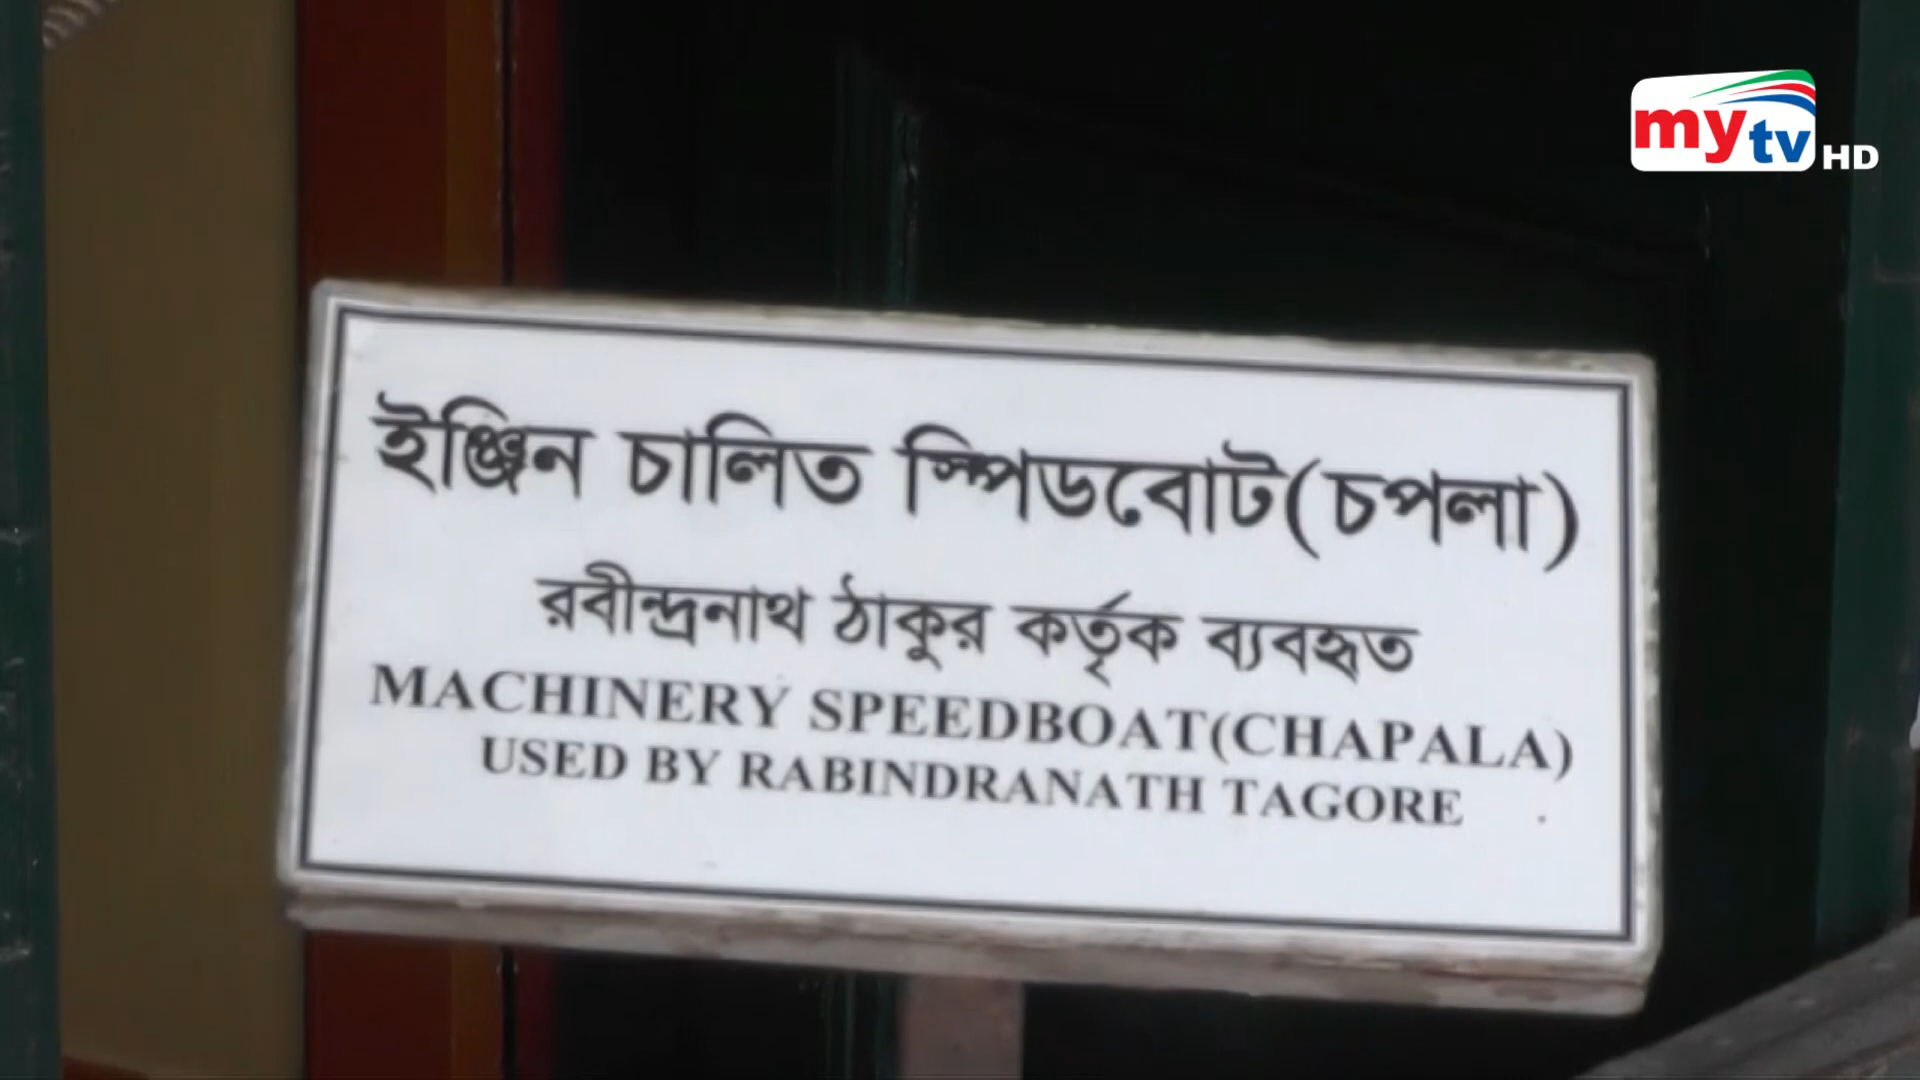 mytv HD
ইঞ্জিন চালিত স্পিডবোট(চপলা)
রবীন্দ্রনাথ ঠাকুর কর্তৃক ব্যবহৃত
MACHINERY SPEEDBOAT(CHAPALA)
USED BY RABINDRANATH TAGORE